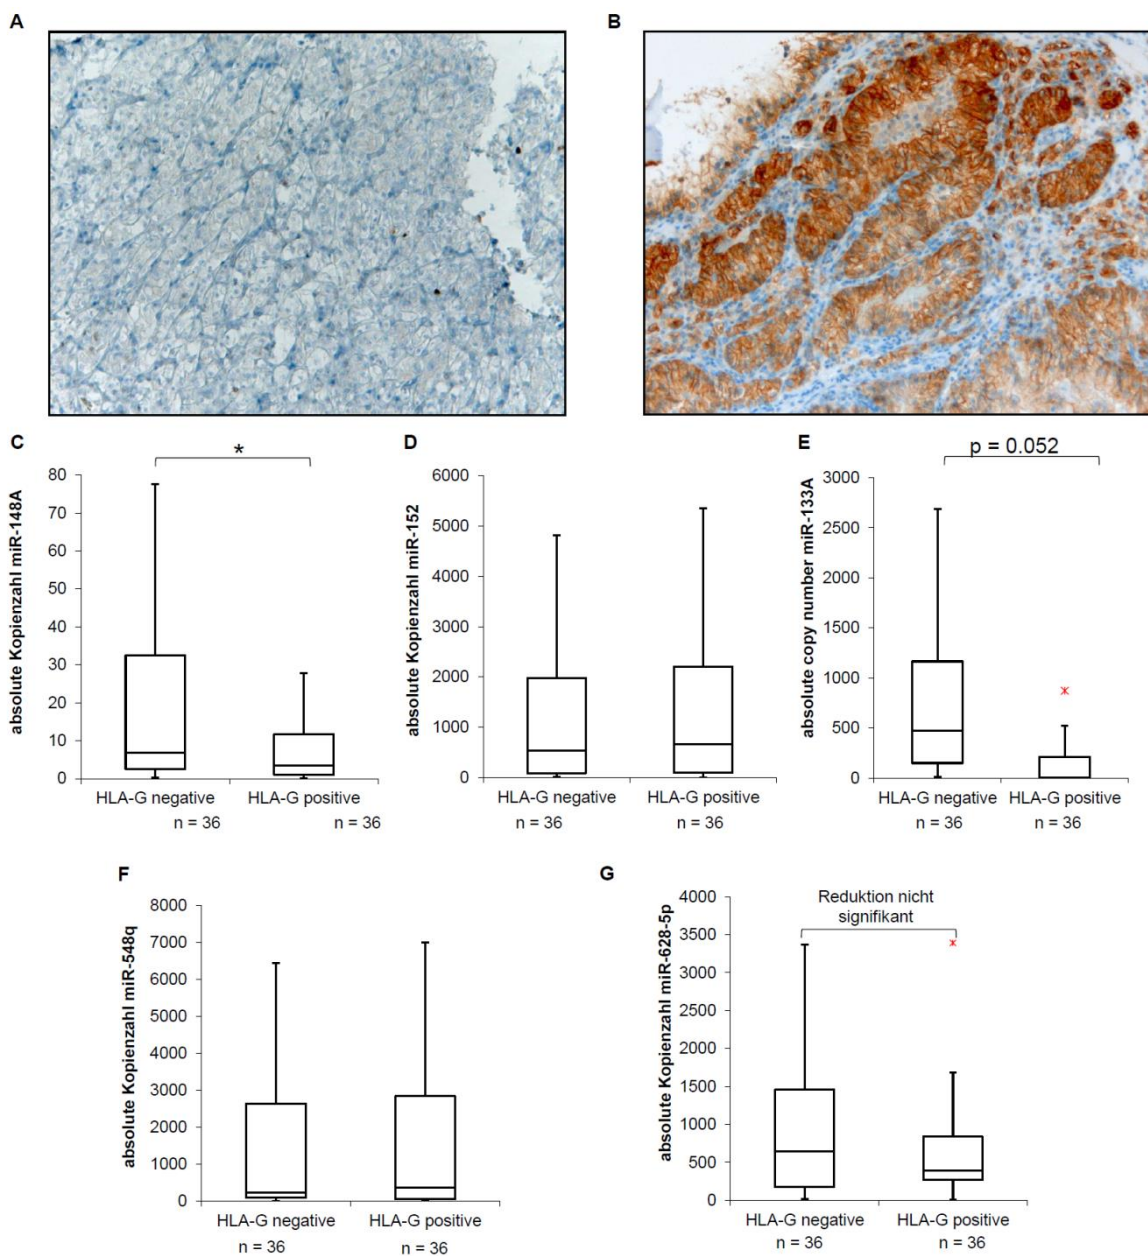 A
B
C
*
absolute Kopienzahl miR-148A
80
70
60
50
40
30
20
10
0
HLA-G negative HLA-G positive
n = 36 n = 36
D
absolute Kopienzahl miR-152
6000
5000
4000
3000
2000
1000
0
HLA-G negative HLA-G positive
n = 36 n = 36
E
p = 0.052
absolute copy number miR-133A
3000
2500
2000
1500
1000
500
0
HLA-G negative HLA-G positive
n = 36 n = 36
F
absolute Kopienzahl miR-548q
8000
7000
6000
5000
4000
3000
2000
1000
0
HLA-G negative HLA-G positive
n = 36 n = 36
G
Reduktion nicht
signifikant
absolute Kopienzahl miR-628-5p
4000
3500
3000
2500
2000
1500
1000
500
0
HLA-G negative HLA-G positive
n = 36 n = 36